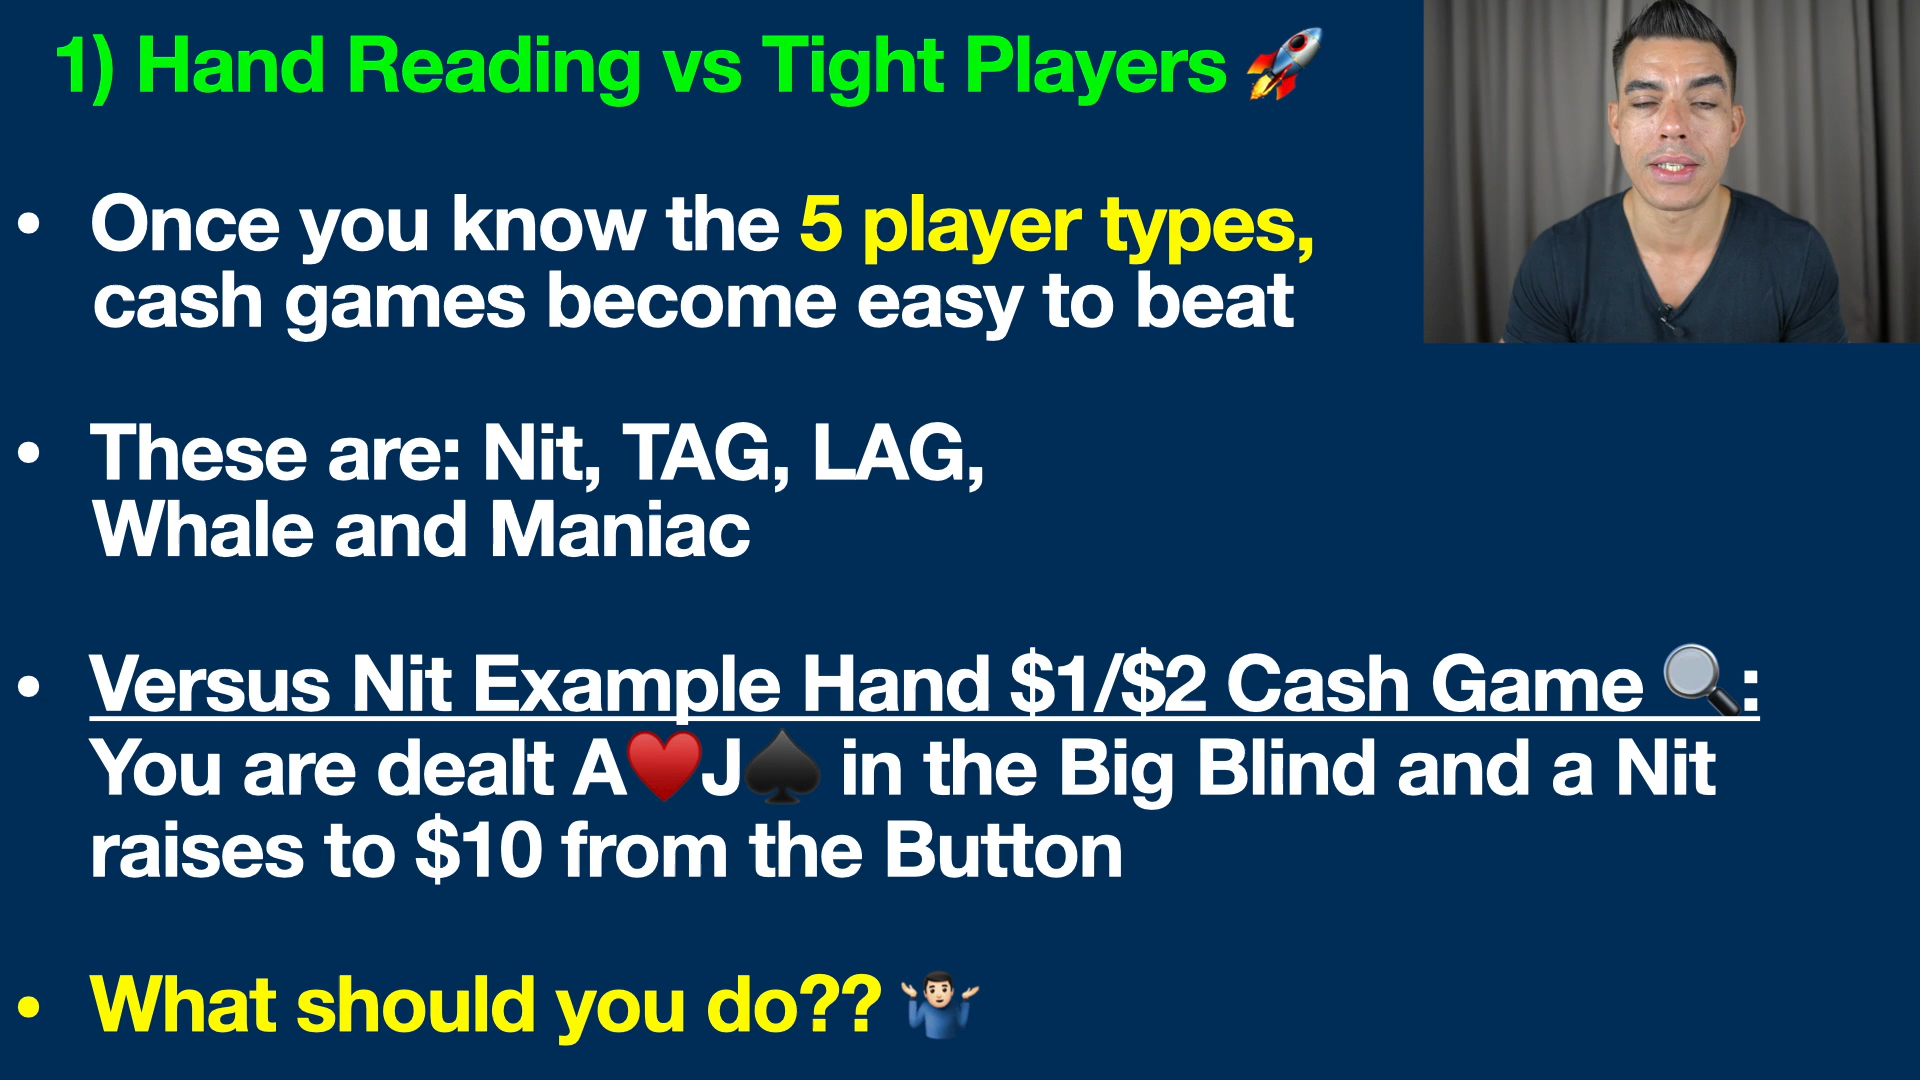 1) Hand Reading vs Tight Players 🚀
• Once you know the 5 player types,
cash games become easy to beat
• These are: Nit, TAG, LAG,
Whale and Maniac
• Versus Nit Example Hand $1/$2 Cash Game 🔍:
You are dealt A♥️J♠️ in the Big Blind and a Nit
raises to $10 from the Button
• What should you do?? 🤷🏻‍♂️